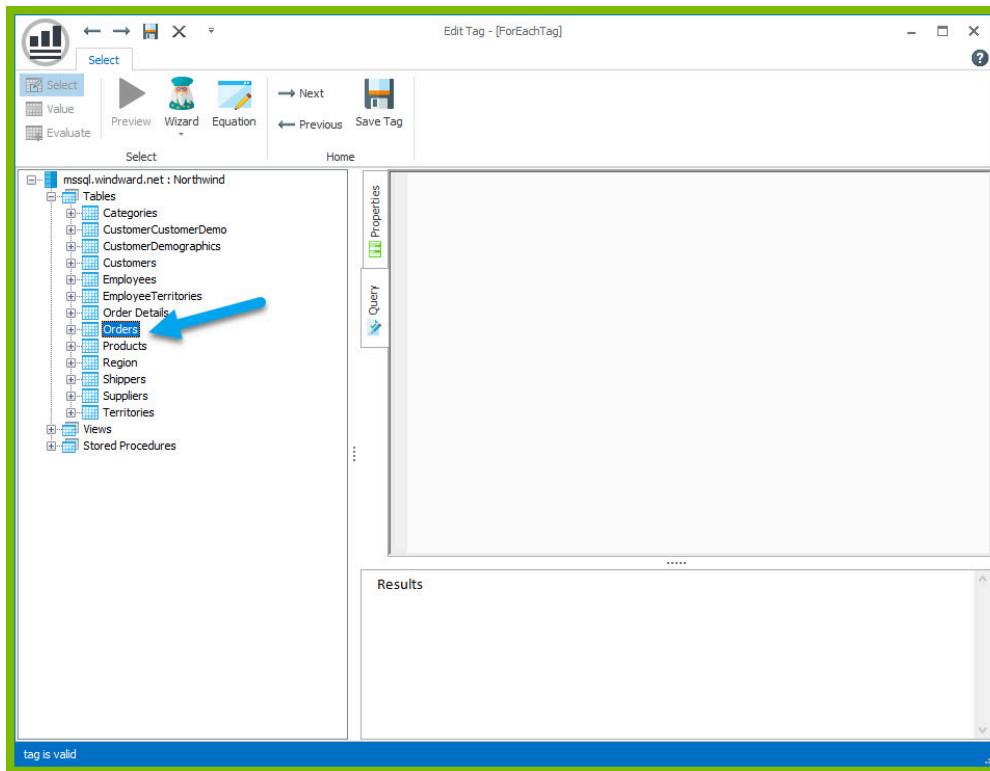 Edit Tag - [ForEachTag]
Select
Select
Value
Evaluate
Preview
Wizard
Equation
Select
Next
Previous
Save Tag
Home
mssql.windward.net : Northwind
Tables
Categories
CustomerCustomerDemo
CustomerDemographics
Customers
Employees
EmployeeTerritories
Order Details
Orders
Products
Region
Shippers
Suppliers
Territories
Views
Stored Procedures
Properties
Query
Results
tag is valid